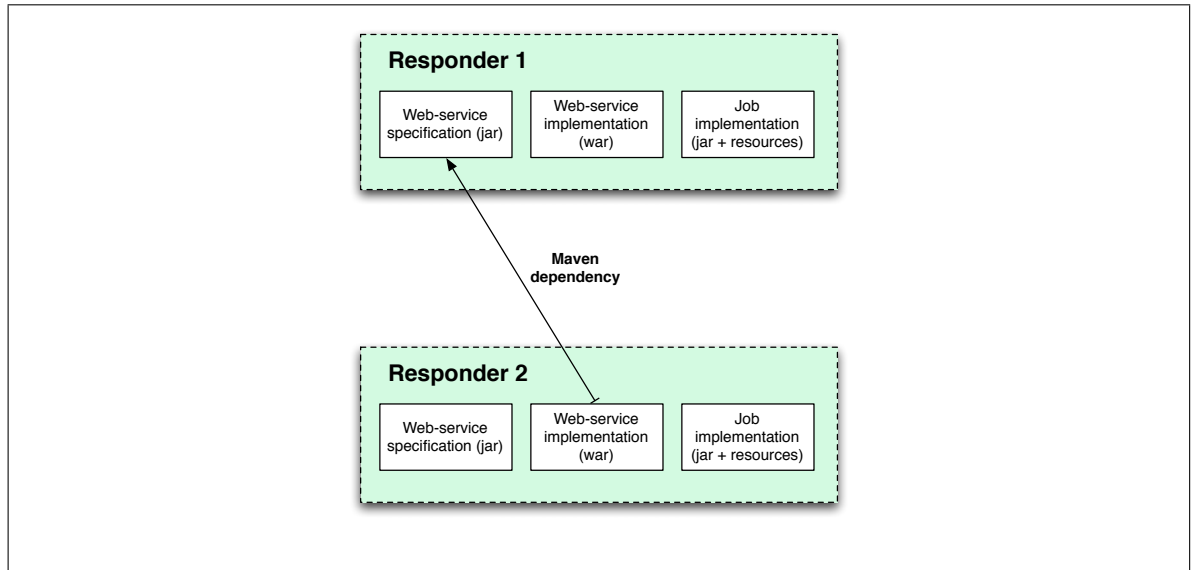 Responder 1
Web-service
specification (jar)
Web-service
implementation
(war)
Job
implementation
(jar + resources)
Maven
dependency
Responder 2
Web-service
specification (jar)
Web-service
implementation
(war)
Job
implementation
(jar + resources)